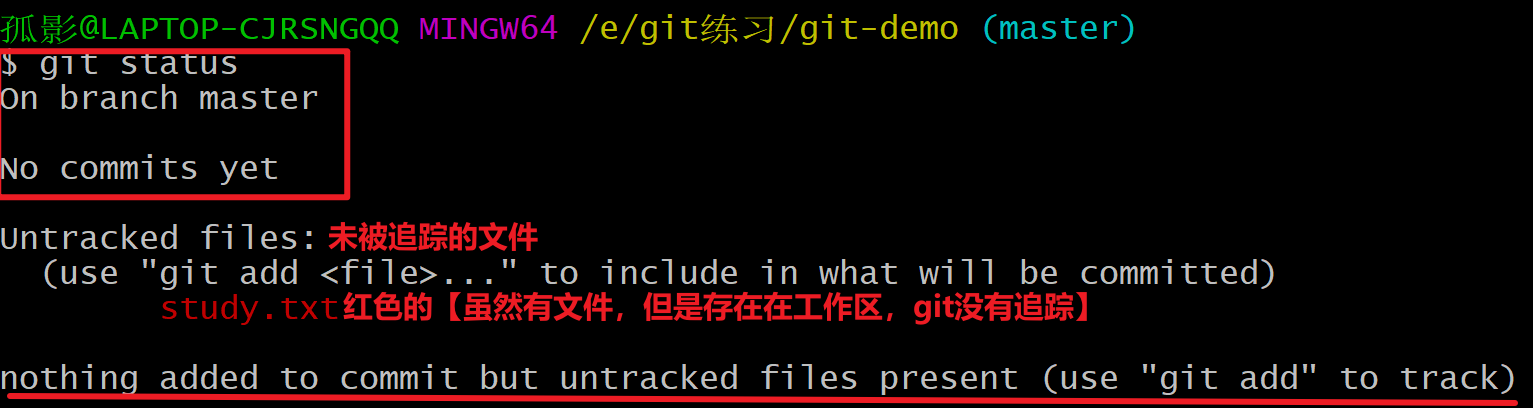 孤影@LAPTOP-CJRSNGQQ MINGW64 /e/git练习/git-demo (master)
$ git status
On branch master
No commits yet
Untracked files: 未被追踪的文件
(use "git add <file>..." to include in what will be committed)
study.txt红色的【虽然有文件，但是存在在工作区，git没有追踪】
nothing added to commit but untracked files present (use "git add" to track)